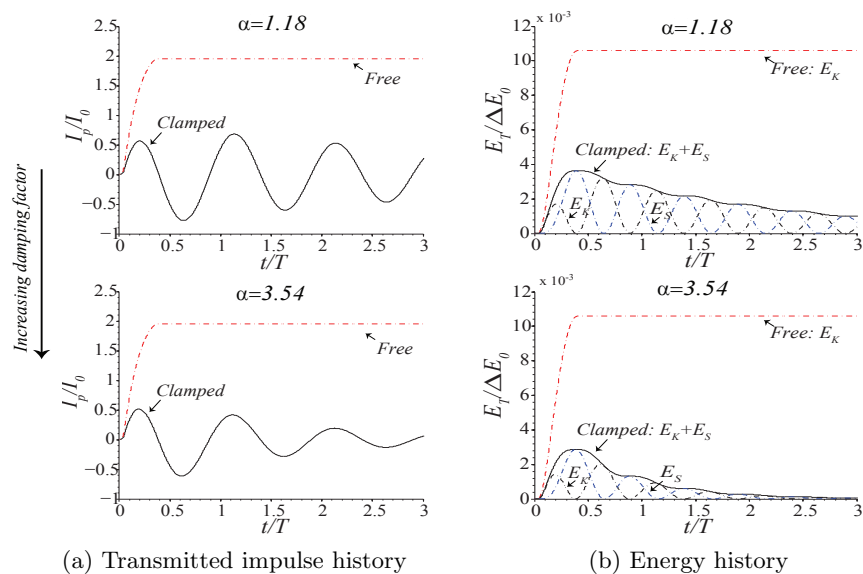 α=1.18
2.5
2
1.5
1
0.5
0
−0.5
−1
I_p/I_0
Free
Clamped
0 0.5 1 1.5 2 2.5 3
t/T
x 10^-3
α=1.18
12
10
8
6
4
2
0
E_T/ΔE_0
Free: E_K
Clamped: E_K+E_S
E_K
E_S
0 0.5 1 1.5 2 2.5 3
t/T
Increasing damping factor
α=3.54
2.5
2
1.5
1
0.5
0
−0.5
−1
I_p/I_0
Free
Clamped
0 0.5 1 1.5 2 2.5 3
t/T
x 10^-3
α=3.54
12
10
8
6
4
2
0
E_T/ΔE_0
Free: E_K
Clamped: E_K+E_S
E_K
E_S
0 0.5 1 1.5 2 2.5 3
t/T
(a) Transmitted impulse history
(b) Energy history